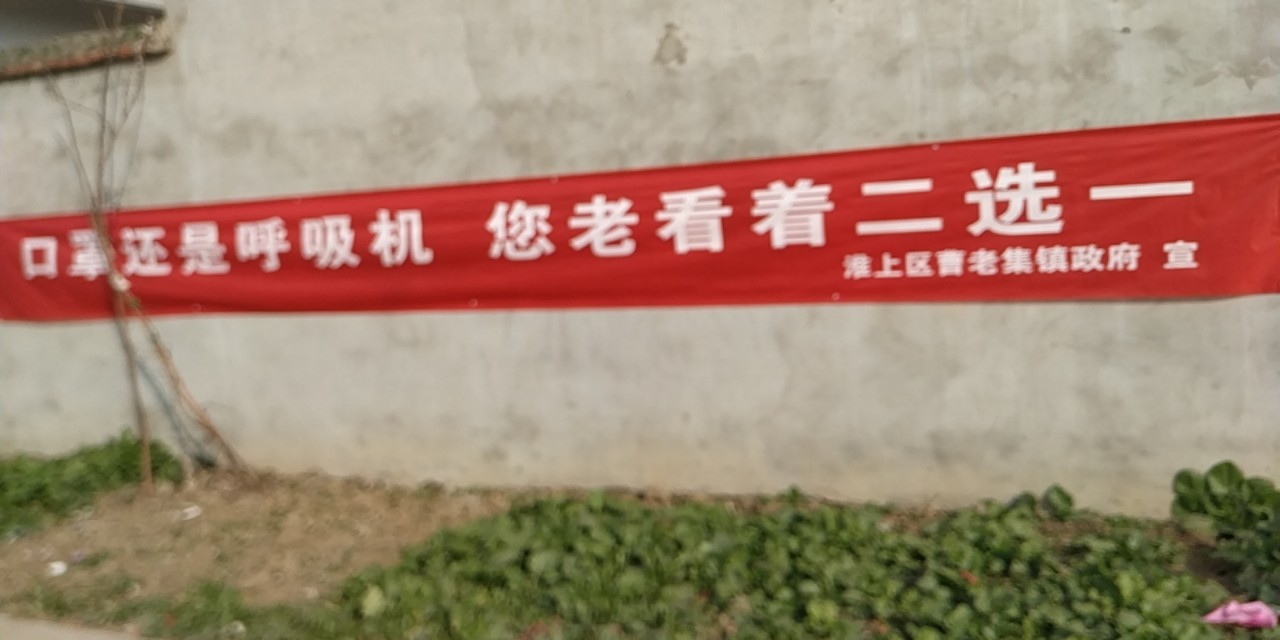 口罩还是呼吸机 您老看着二选一
淮上区曹老集镇政府 宣